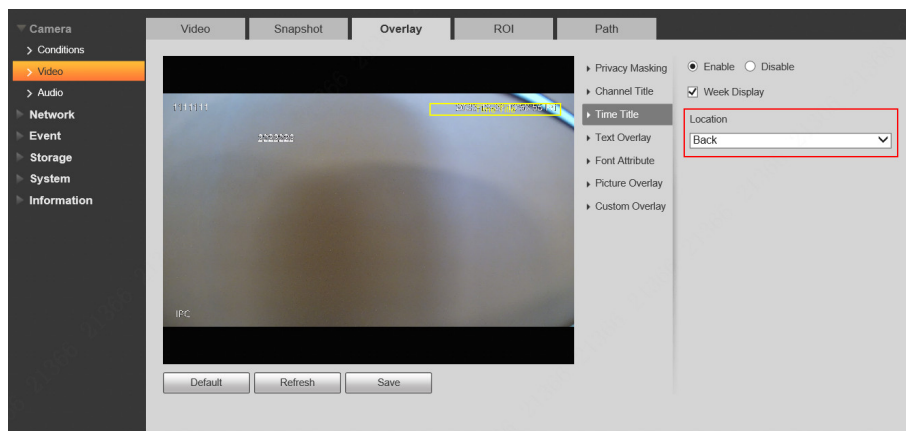 Camera
Conditions
Video
Audio
Network
Event
Storage
System
Information
Video Snapshot Overlay ROI Path
1111111
2222222
IPC
Default Refresh Save
Privacy Masking
Channel Title
Time Title
Text Overlay
Font Attribute
Picture Overlay
Custom Overlay
Enable Disable
Week Display
Location
Back